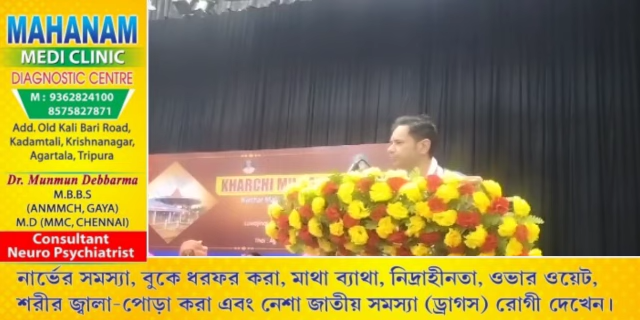 MAHANAM
MEDI CLINIC
DIAGNOSTIC CENTRE
M : 9362824100
8575827871
Add. Old Kali Bari Road,
Kadamtali, Krishnanagar,
Agartala, Tripura
Dr. Munmun Debbarma
M.B.B.S
(ANMMCH, GAYA)
M.D (MMC, CHENNAI)
Consultant
Neuro Psychiatrist
KHARCHI
নার্ভের সমস্যা, বুকে ধরফর করা, মাথা ব্যাথা, নিদ্রাহীনতা, ওভার ওয়েট,
শরীর জ্বালা-পোড়া করা এবং নেশা জাতীয় সমস্যা (ড্রাগস) রোগী দেখেন।